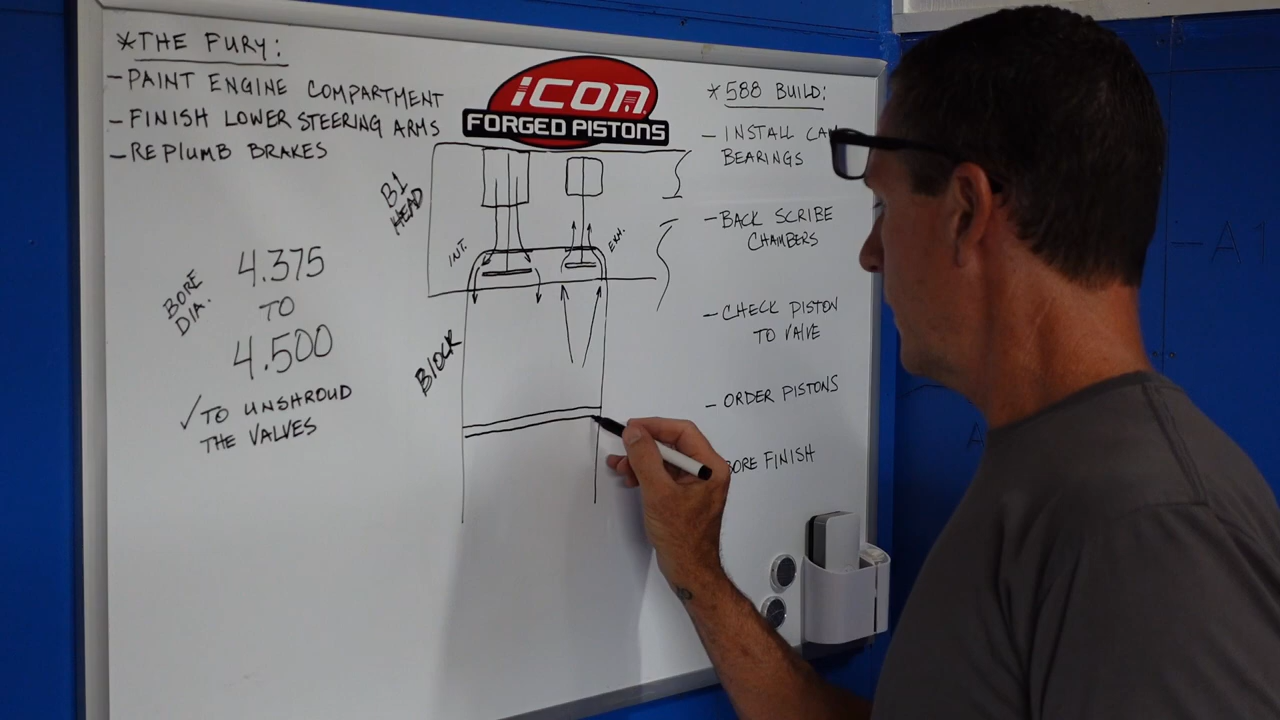 *THE FURY:
-PAINT ENGINE COMPARTMENT
-FINISH LOWER STEERING ARMS
-REPLUMB BRAKES
iCON
FORGED PISTONS
B1
HEAD
INT.
EXH.
BLOCK
BORE
DIA.
4.375
TO
4.500
✓TO UNSHROUD
THE VALVES
*588 BUILD:
- INSTALL CAM
BEARINGS
-BACK SCRIBE
CHAMBERS
-CHECK PISTON
TO VALVE
- ORDER PISTONS
BORE FINISH
-A1